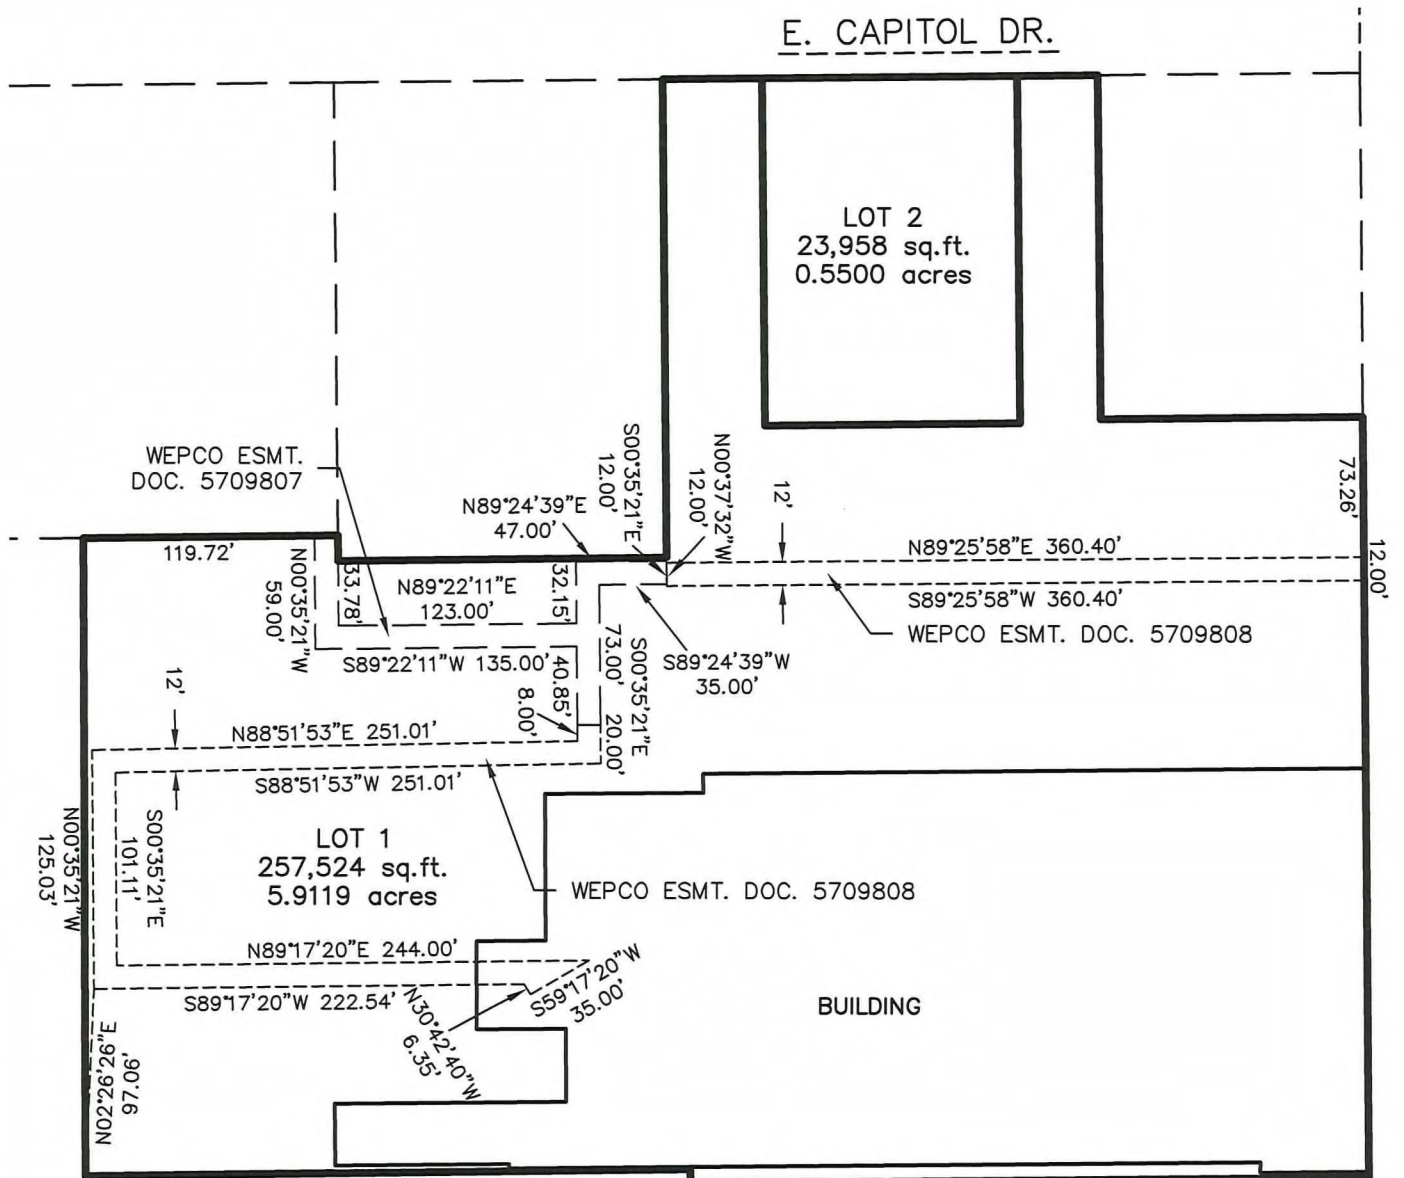 E. CAPITOL DR.
LOT 2
23,958 sq.ft.
0.5500 acres
WEPCO ESMT.
DOC. 5709807
N89°24'39"E
47.00'
S00°35'21"E
12.00'
N00°37'32"W
12.00'
12'
73.26'
119.72'
N89°25'58"E 360.40'
12.00'
N00°35'21"W
59.00'
33.78'
N89°22'11"E
123.00'
32.15'
S89°25'58"W 360.40'
WEPCO ESMT. DOC. 5709808
S89°22'11"W 135.00'
40.85'
73.00'
S00°35'21"E
20.00'
S89°24'39"W
35.00'
12'
8.00'
N88°51'53"E 251.01'
S88°51'53"W 251.01'
N00°35'21"W
125.03'
S00°35'21"E
101.11'
LOT 1
257,524 sq.ft.
5.9119 acres
WEPCO ESMT. DOC. 5709808
N89°17'20"E 244.00'
S89°17'20"W 222.54'
N30°42'40"W
6.35'
S59°17'20"W
35.00'
BUILDING
N02°26'26"E
97.06'